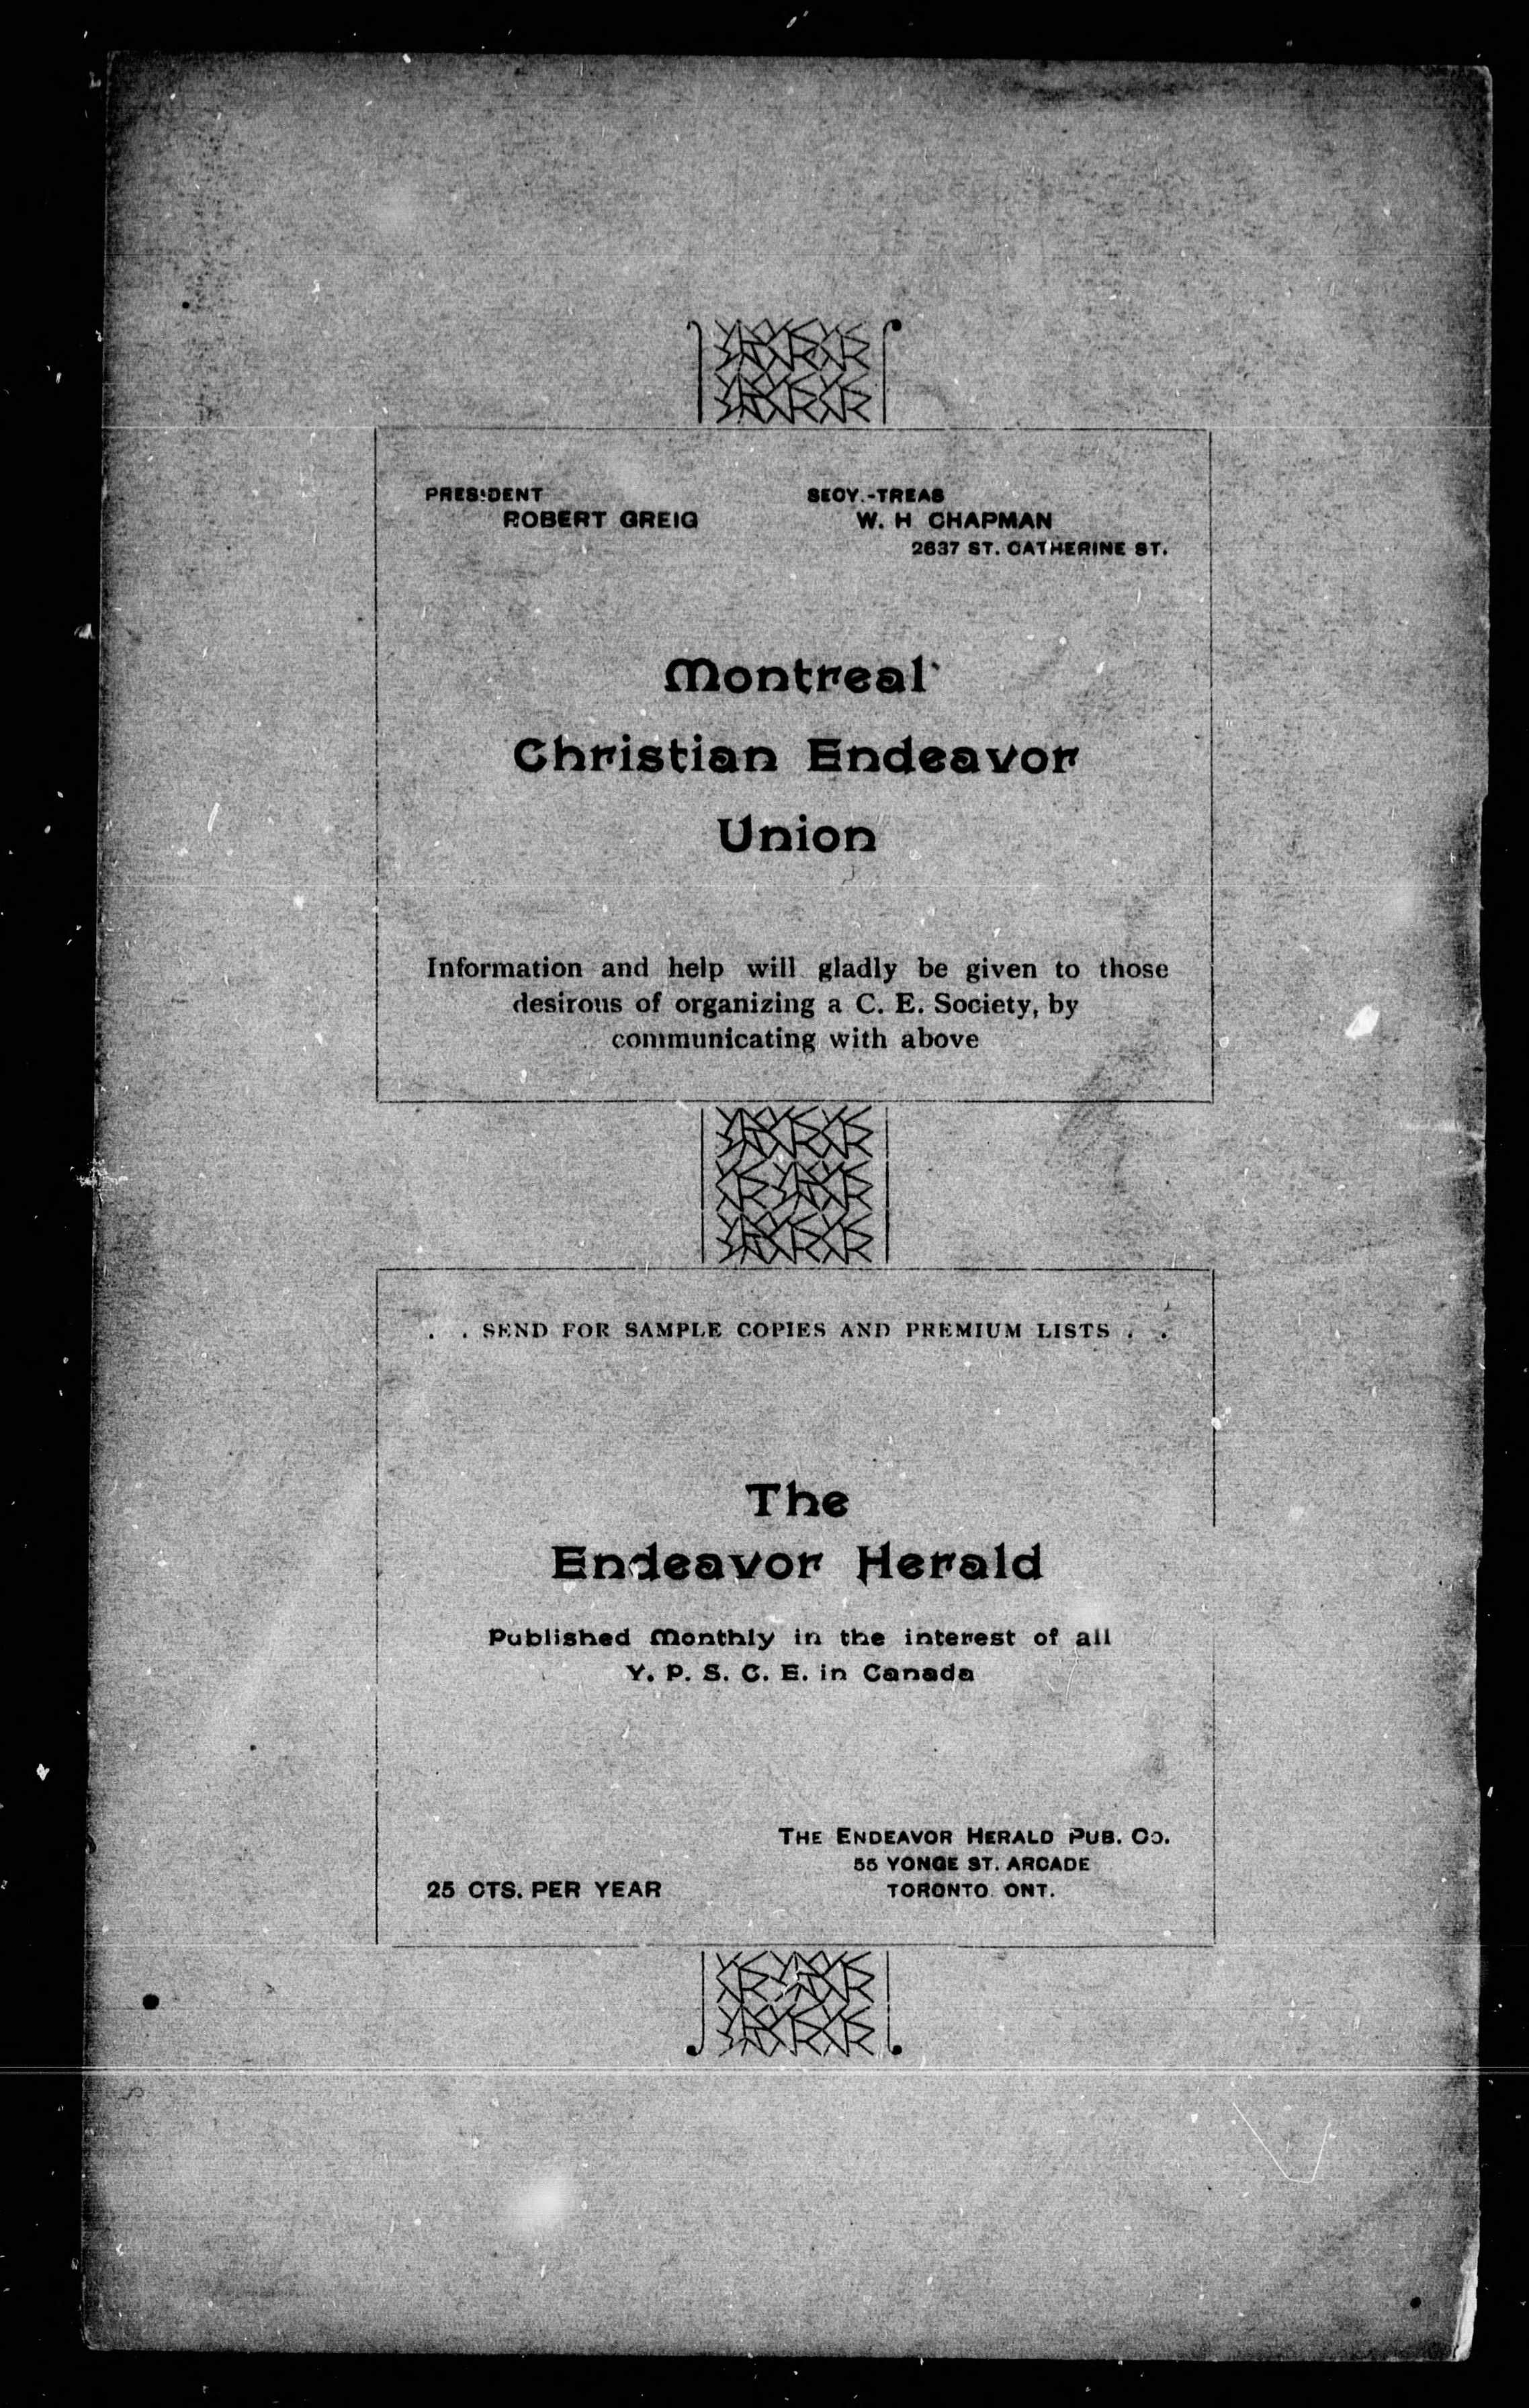 PRESIDENT
ROBERT GREIG
SECY.-TREAS
W. H CHAPMAN
2637 ST. CATHERINE ST.
Montreal
Christian Endeavor
Union
Information and help will gladly be given to those
desirous of organizing a C. E. Society, by
communicating with above
. . SEND FOR SAMPLE COPIES AND PREMIUM LISTS . .
The
Endeavor Herald
Published Monthly in the interest of all
Y. P. S. C. E. in Canada
25 CTS. PER YEAR
THE ENDEAVOR HERALD PUB. CO.
55 YONGE ST. ARCADE
TORONTO ONT.